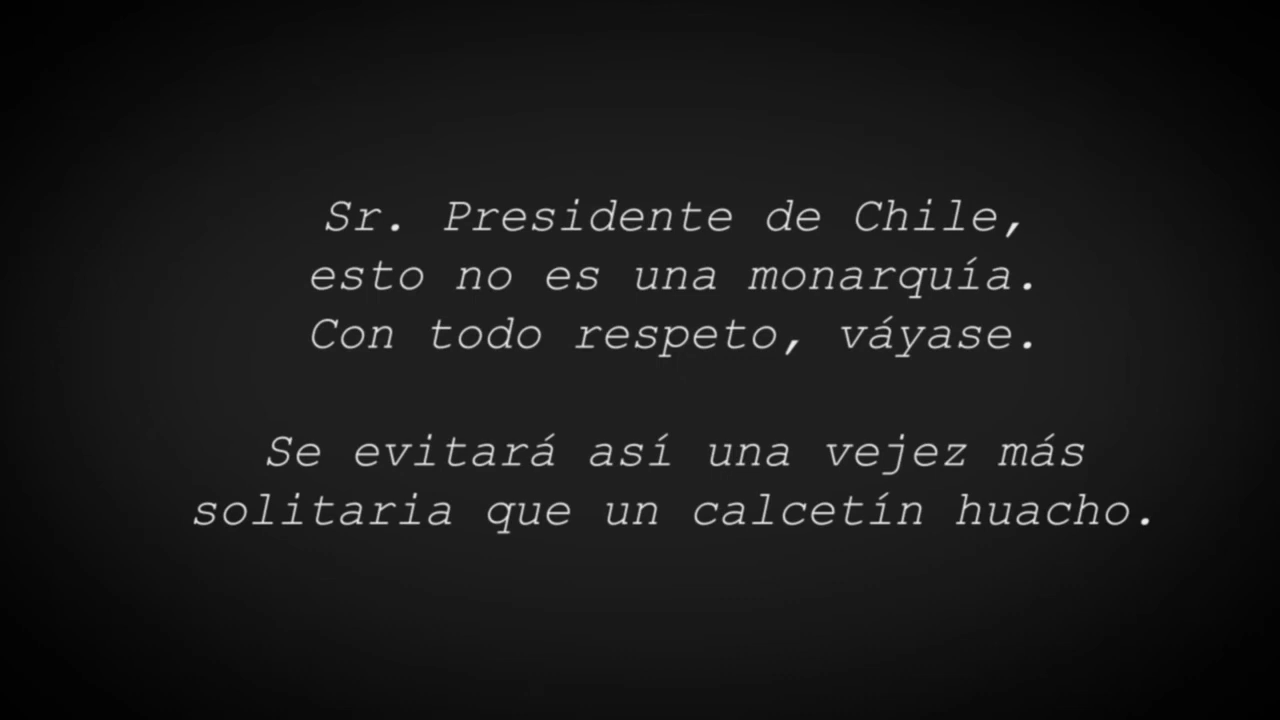 Sr. Presidente de Chile,
esto no es una monarquía.
Con todo respeto, váyase.
Se evitará así una vejez más
solitaria que un calcetín huacho.